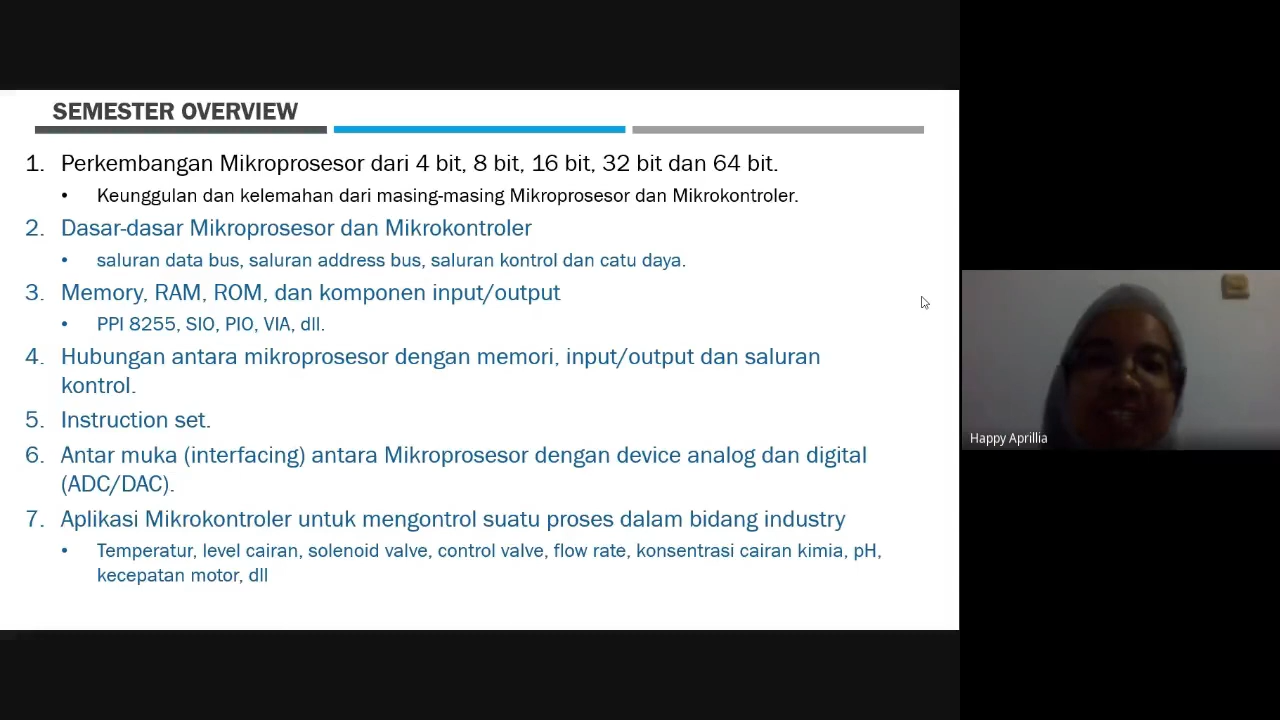 SEMESTER OVERVIEW
1. Perkembangan Mikroprosesor dari 4 bit, 8 bit, 16 bit, 32 bit dan 64 bit.
• Keunggulan dan kelemahan dari masing-masing Mikroprosesor dan Mikrokontroler.
2. Dasar-dasar Mikroprosesor dan Mikrokontroler
• saluran data bus, saluran address bus, saluran kontrol dan catu daya.
3. Memory, RAM, ROM, dan komponen input/output
• PPI 8255, SIO, PIO, VIA, dll.
4. Hubungan antara mikroprosesor dengan memori, input/output dan saluran
kontrol.
5. Instruction set.
6. Antar muka (interfacing) antara Mikroprosesor dengan device analog dan digital
(ADC/DAC).
7. Aplikasi Mikrokontroler untuk mengontrol suatu proses dalam bidang industry
• Temperatur, level cairan, solenoid valve, control valve, flow rate, konsentrasi cairan kimia, pH,
kecepatan motor, dll
Happy Aprillia